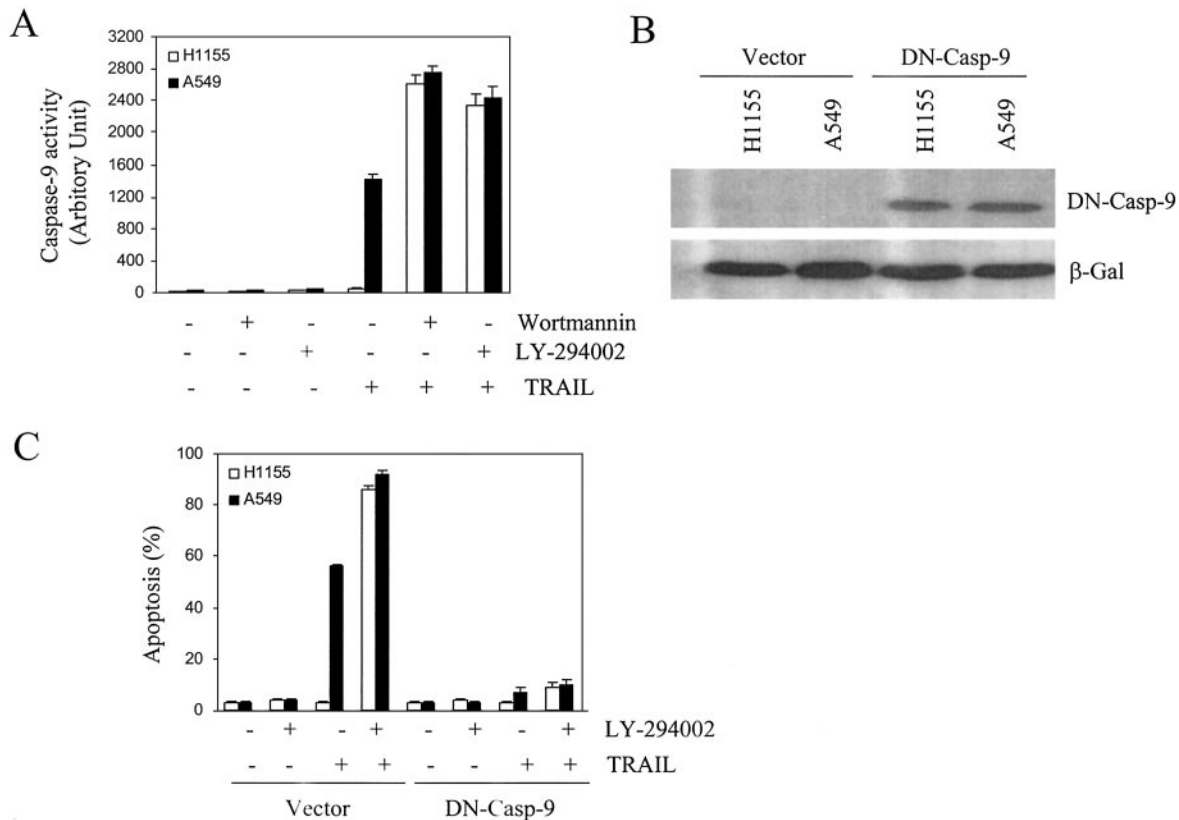 A
Caspase-9 activity
(Arbitory Unit)
3200
2800
2400
2000
1600
1200
800
400
0
H1155
A549
- + - - + - Wortmannin
- - + - - + LY-294002
- - - + + + TRAIL
B
Vector DN-Casp-9
H1155 A549 H1155 A549
DN-Casp-9
β-Gal
C
Apoptosis (%)
100
80
60
40
20
0
H1155
A549
- + - + - + - + LY-294002
- - + + - - + + TRAIL
Vector DN-Casp-9